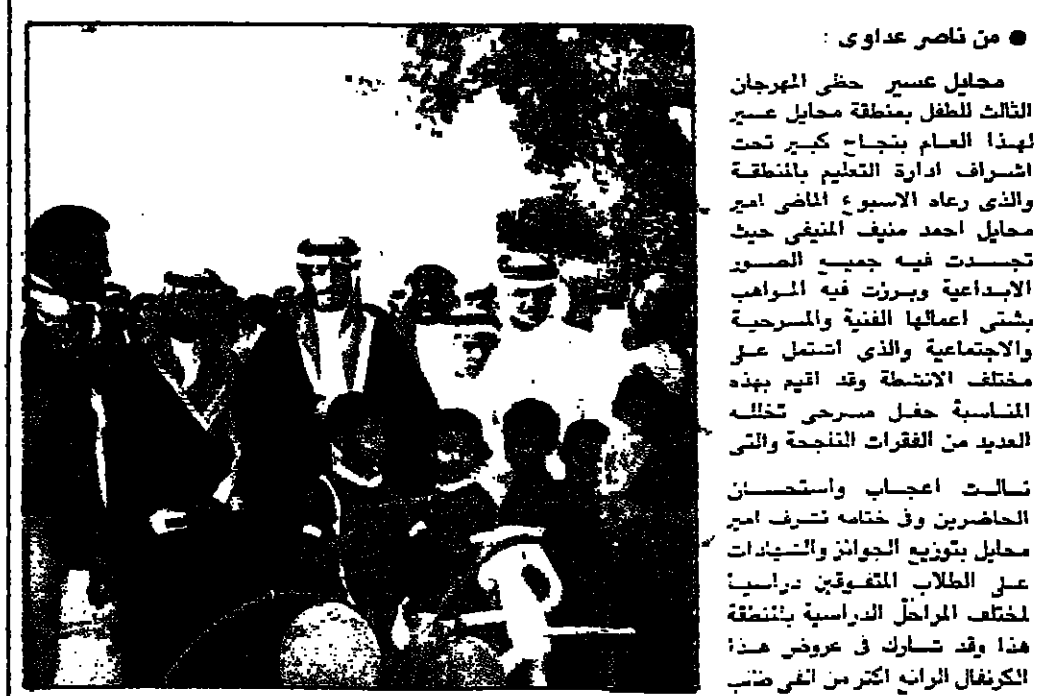 ● من ناصر عداوى :
محايل عسير حظى المهرجان
الثالث للطفل بمنطقة محايل عسير
لهذا العام بنجاح كبير تحت
اشراف ادارة التعليم بالمنطقة
والذى رعاه الاسبوع الماضى امير
محايل احمد منيف المنيفى حيث
تجسدت فيه جميع الصور
الابداعية وبرزت فيه المواهب
بشتى اعمالها الفنية والمسرحية
والاجتماعية والذى اشتمل على
مختلف الانشطة وقد اقيم بهذه
المناسبة حفل مسرحى تخلله
العديد من الفقرات الناجحة والتى
نالت اعجاب واستحسان
الحاضرين وفى ختامه تشرف امير
محايل بتوزيع الجوائز والشهادات
على الطلاب المتفوقين دراسيا
لمختلف المراحل الدراسية بالمنطقة
هذا وقد شارك فى عروض هذا
الكرنفال الرائع اكثر من الفى طالب